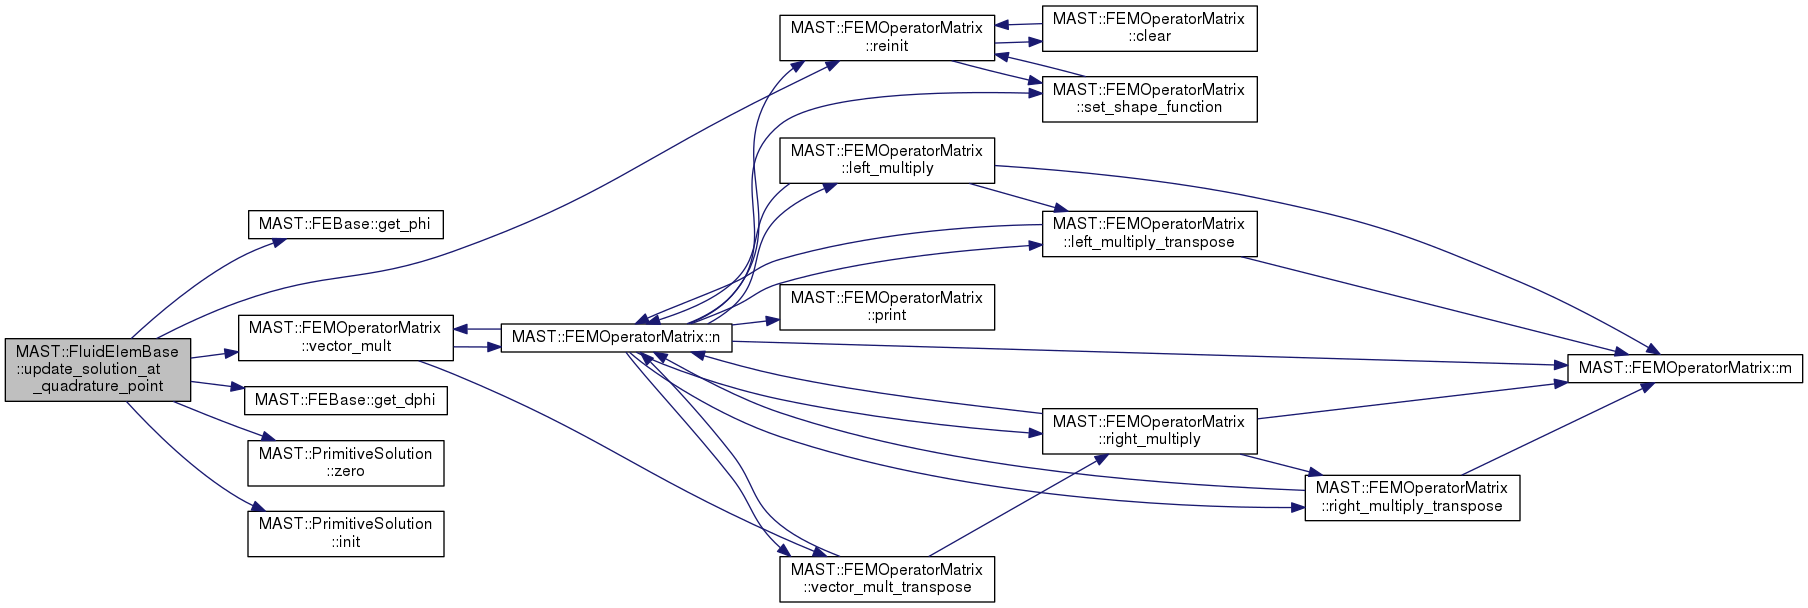 MAST::FluidElemBase
::update_solution_at
_quadrature_point
MAST::FEBase::get_phi
MAST::FEMOperatorMatrix
::vector_mult
MAST::FEBase::get_dphi
MAST::PrimitiveSolution
::zero
MAST::PrimitiveSolution
::init
MAST::FEMOperatorMatrix::n
MAST::FEMOperatorMatrix
::reinit
MAST::FEMOperatorMatrix
::left_multiply
MAST::FEMOperatorMatrix
::print
MAST::FEMOperatorMatrix
::vector_mult_transpose
MAST::FEMOperatorMatrix
::clear
MAST::FEMOperatorMatrix
::set_shape_function
MAST::FEMOperatorMatrix
::left_multiply_transpose
MAST::FEMOperatorMatrix
::right_multiply
MAST::FEMOperatorMatrix
::right_multiply_transpose
MAST::FEMOperatorMatrix::m